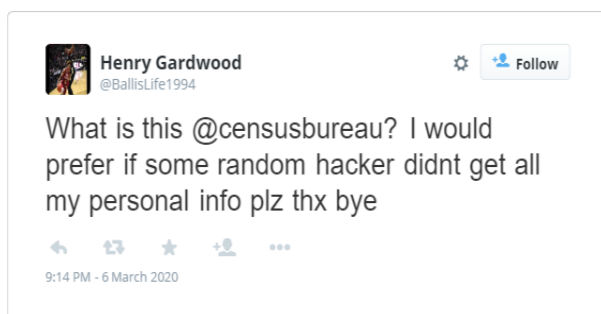 Henry Gardwood
Follow
@BallisLife1994
What is this @censusbureau? I would
prefer if some random hacker didnt get all
my personal info plz thx bye
9:14 PM - 6 March 2020